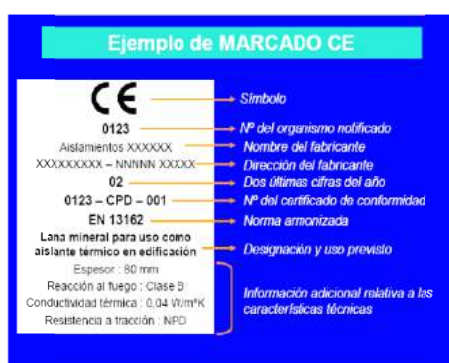 Ejemplo de MARCADO CE
CE
Símbolo
0123
Nº del organismo notificado
Aislamientos XXXXXX
Nombre del fabricante
XXXXXXXXX – NNNNN XXXXX
Dirección del fabricante
02
Dos últimas cifras del año
0123 – CPD – 001
Nº del certificado de conformidad
EN 13162
Norma armonizada
Lana mineral para uso como
aislante térmico en edificación
Designación y uso previsto
Espesor : 80 mm
Reacción al fuego : Clase B
Conductividad térmica : 0,04 W/mºK
Resistencia a tracción : NPD
Información adicional relativa a las
características técnicas